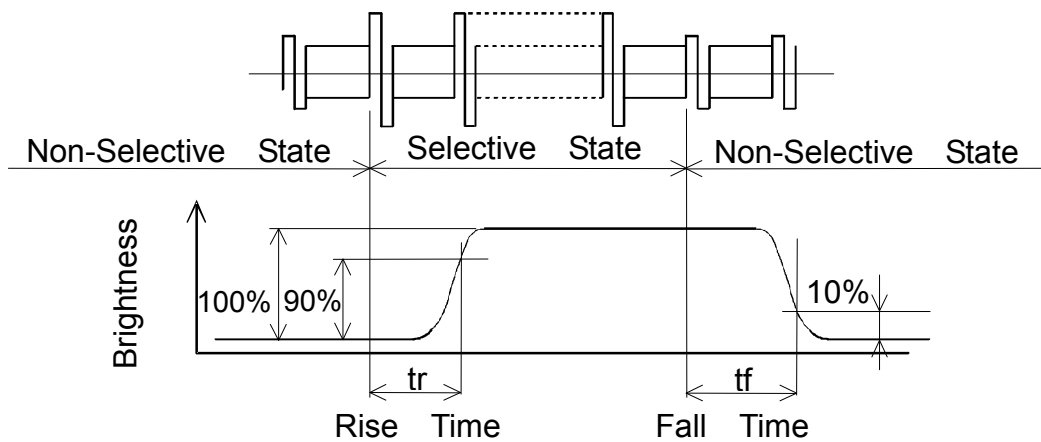 Non-Selective State
Selective State
Non-Selective State
Brightness
100%
90%
10%
tr
tf
Rise Time
Fall Time